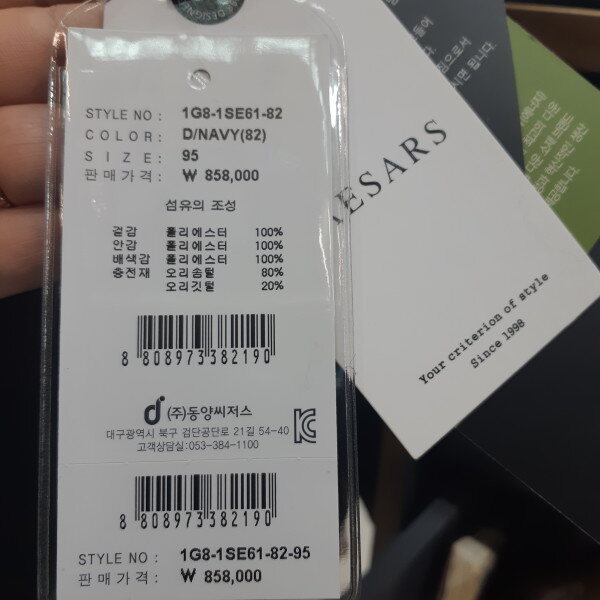 DESIGNE
STYLE NO : 1G8-1SE61-82
COLOR: D/NAVY(82)
SIZE: 95
판매가격: ₩ 858,000
섬유의 조성
겉감 폴리에스터 100%
안감 폴리에스터 100%
배색감 폴리에스터 100%
충전재 오리솜털 80%
오리깃털 20%
8 808973 382190
(주)동양씨저스
대구광역시 북구 검단공단로 21길 54-40
고객상담실:053-384-1100
8 808973 382190
STYLE NO : 1G8-1SE61-82-95
판매가격: ₩ 858,000
ESARS
Your criterion of style
Since 1998
시면 됩니다.